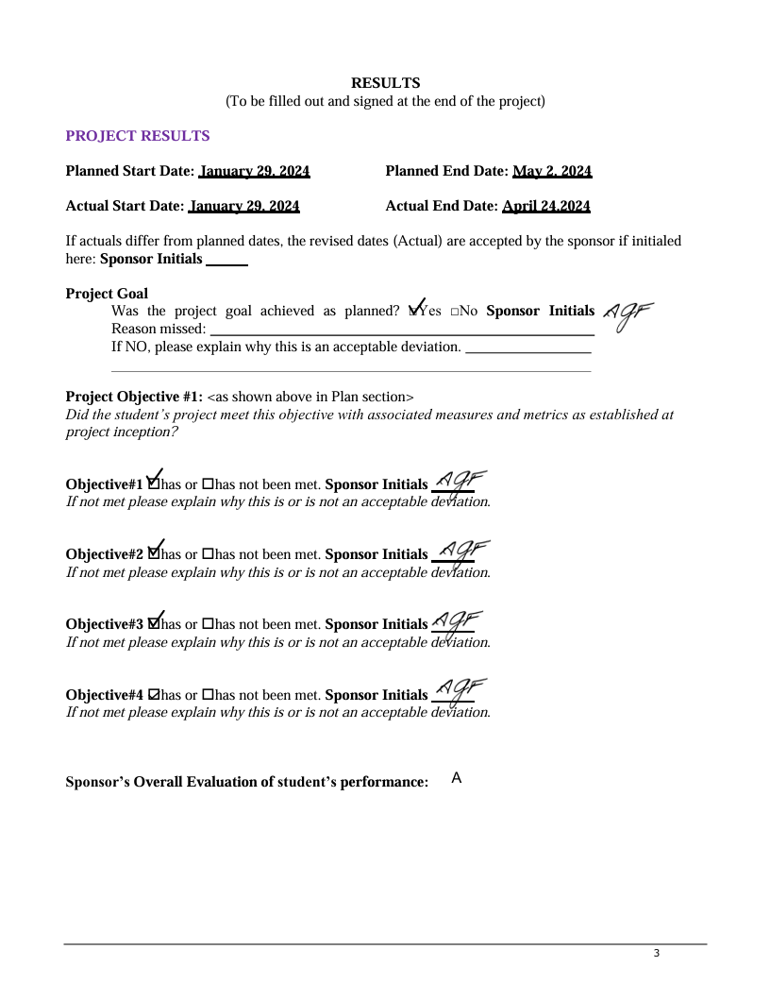 RESULTS
(To be filled out and signed at the end of the project)
PROJECT RESULTS
Planned Start Date: January 29, 2024 Planned End Date: May 2, 2024
Actual Start Date: January 29, 2024 Actual End Date: April 24,2024
If actuals differ from planned dates, the revised dates (Actual) are accepted by the sponsor if initialed
here: Sponsor Initials ______
Project Goal
Was the project goal achieved as planned? ☑Yes ☐No Sponsor Initials AGF
Reason missed: ______
If NO, please explain why this is an acceptable deviation. ______
Project Objective #1: <as shown above in Plan section>
Did the student's project meet this objective with associated measures and metrics as established at
project inception?
Objective#1 ☑has or ☐has not been met. Sponsor Initials AGF
If not met please explain why this is or is not an acceptable deviation.
Objective#2 ☑has or ☐has not been met. Sponsor Initials AGF
If not met please explain why this is or is not an acceptable deviation.
Objective#3 ☑has or ☐has not been met. Sponsor Initials AGF
If not met please explain why this is or is not an acceptable deviation.
Objective#4 ☑has or ☐has not been met. Sponsor Initials AGF
If not met please explain why this is or is not an acceptable deviation.
Sponsor's Overall Evaluation of student's performance: A
3